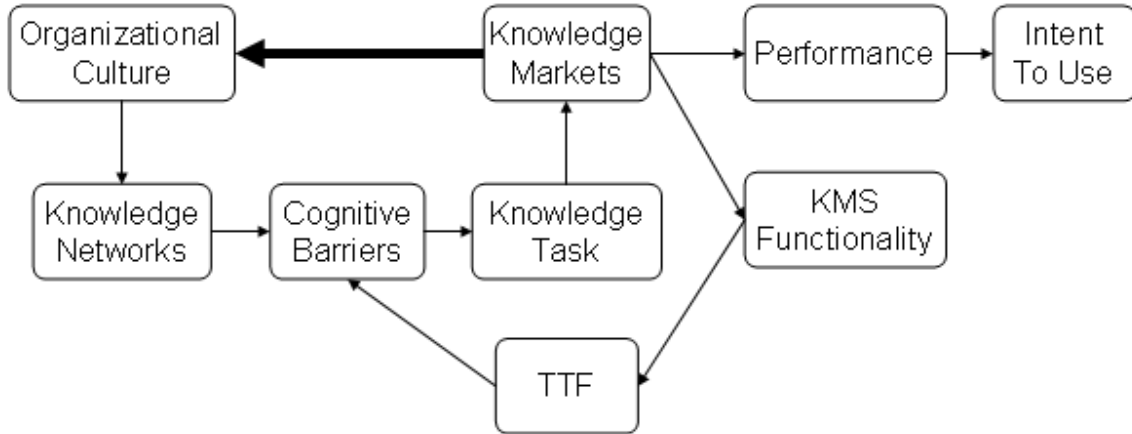 Organizational
Culture
Knowledge
Markets
Performance
Intent
To Use
Knowledge
Networks
Cognitive
Barriers
Knowledge
Task
KMS
Functionality
TTF